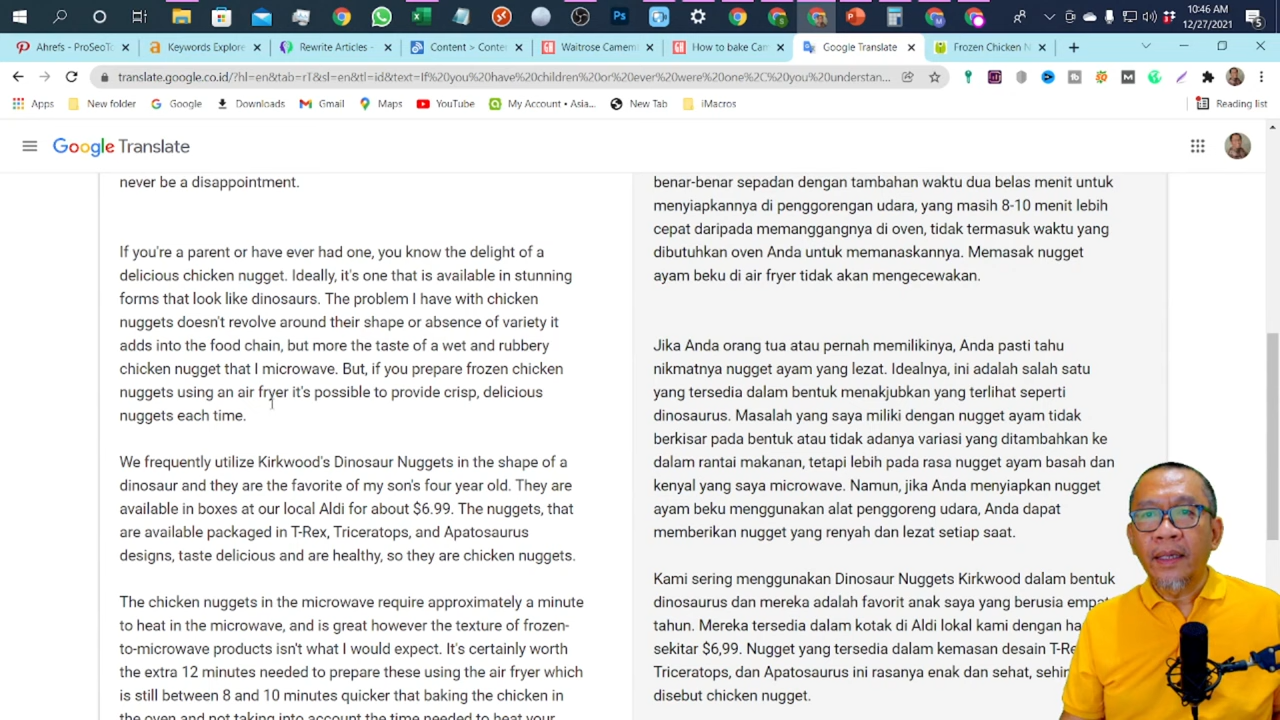 10:46 AM
12/27/2021
5
Ahrefs - ProSeoTo
Keywords Explore
Rewrite Articles -
Content > Conte
Waitrose Camem
How to bake Cam
Google Translate
Frozen Chicken N
translate.google.co.id/?hl=en&tab=rT&sl=en&tl=id&text=If%20you%20have%20children%20or%20ever%20were%20one%2C%20you%20understan...
Apps
New folder
Google
Downloads
Gmail
Maps
YouTube
My Account • Asia...
New Tab
iMacros
Reading list
Google Translate
never be a disappointment.
If you're a parent or have ever had one, you know the delight of a
delicious chicken nugget. Ideally, it's one that is available in stunning
forms that look like dinosaurs. The problem I have with chicken
nuggets doesn't revolve around their shape or absence of variety it
adds into the food chain, but more the taste of a wet and rubbery
chicken nugget that I microwave. But, if you prepare frozen chicken
nuggets using an air fryer it's possible to provide crisp, delicious
nuggets each time.
We frequently utilize Kirkwood's Dinosaur Nuggets in the shape of a
dinosaur and they are the favorite of my son's four year old. They are
available in boxes at our local Aldi for about $6.99. The nuggets, that
are available packaged in T-Rex, Triceratops, and Apatosaurus
designs, taste delicious and are healthy, so they are chicken nuggets.
The chicken nuggets in the microwave require approximately a minute
to heat in the microwave, and is great however the texture of frozen-
to-microwave products isn't what I would expect. It's certainly worth
the extra 12 minutes needed to prepare these using the air fryer which
is still between 8 and 10 minutes quicker that baking the chicken in
the oven and not taking into account the time needed to heat your
benar-benar sepadan dengan tambahan waktu dua belas menit untuk
menyiapkannya di penggorengan udara, yang masih 8-10 menit lebih
cepat daripada memanggangnya di oven, tidak termasuk waktu yang
dibutuhkan oven Anda untuk memanaskannya. Memasak nugget
ayam beku di air fryer tidak akan mengecewakan.
Jika Anda orang tua atau pernah memilikinya, Anda pasti tahu
nikmatnya nugget ayam yang lezat. Idealnya, ini adalah salah satu
yang tersedia dalam bentuk menakjubkan yang terlihat seperti
dinosaurus. Masalah yang saya miliki dengan nugget ayam tidak
berkisar pada bentuk atau tidak adanya variasi yang ditambahkan ke
dalam rantai makanan, tetapi lebih pada rasa nugget ayam basah dan
kenyal yang saya microwave. Namun, jika Anda menyiapkan nugget
ayam beku menggunakan alat penggoreng udara, Anda dapat
memberikan nugget yang renyah dan lezat setiap saat.
Kami sering menggunakan Dinosaur Nuggets Kirkwood dalam bentuk
dinosaurus dan mereka adalah favorit anak saya yang berusia empat
tahun. Mereka tersedia dalam kotak di Aldi lokal kami dengan ha
sekitar $6,99. Nugget yang tersedia dalam kemasan desain T-Re
Triceratops, dan Apatosaurus ini rasanya enak dan sehat, sehin
disebut chicken nugget.